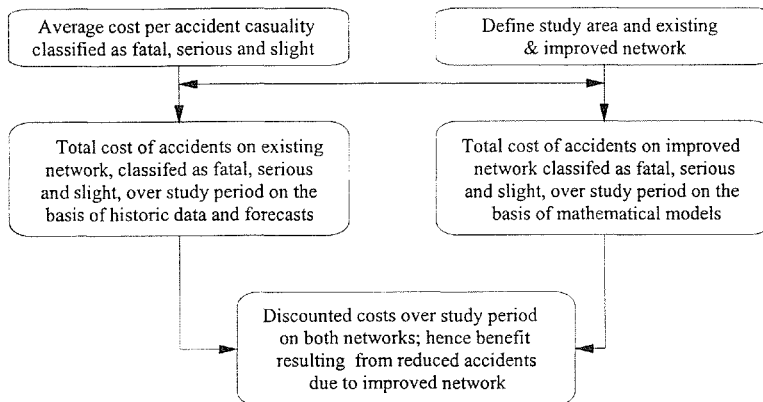 Average cost per accident casuality
classified as fatal, serious and slight
Define study area and existing
& improved network
Total cost of accidents on existing
network, classifed as fatal, serious
and slight, over study period on the
basis of historic data and forecasts
Total cost of accidents on improved
network classifed as fatal, serious
and slight, over study period on the
basis of mathematical models
Discounted costs over study period
on both networks; hence benefit
resulting from reduced accidents
due to improved network